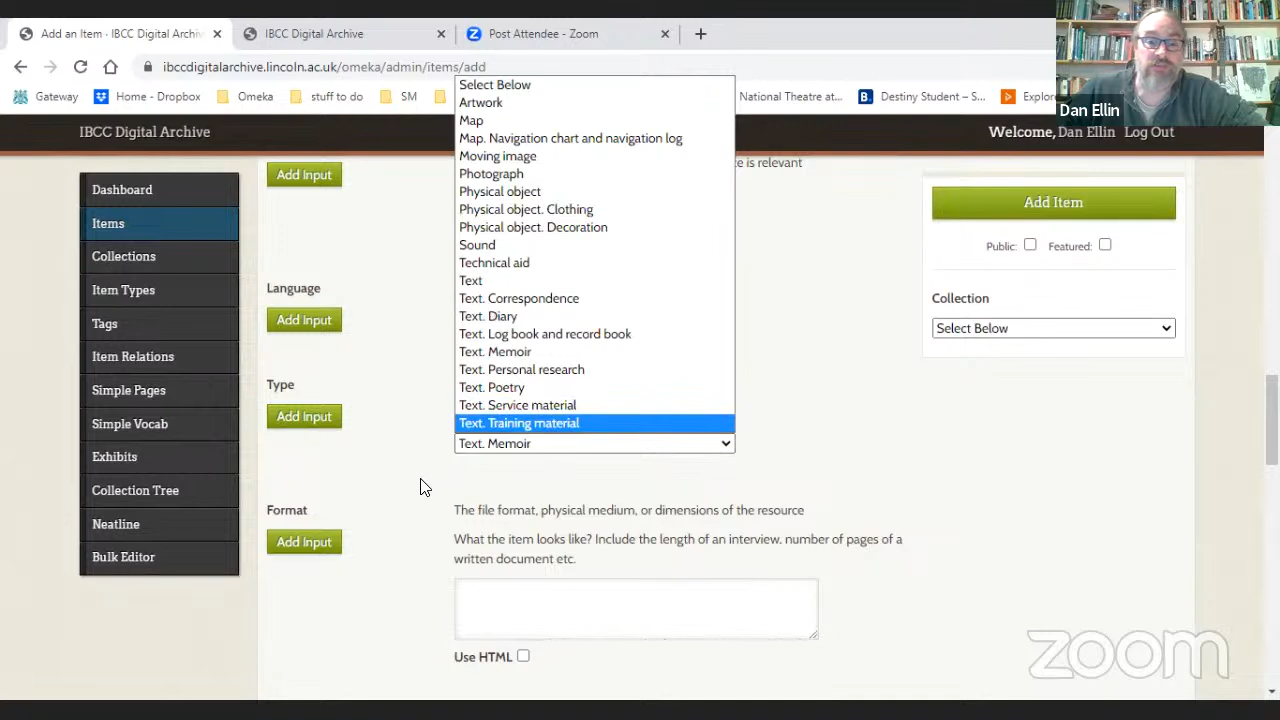 Add an Item · IBCC Digital Archiv
IBCC Digital Archive
Post Attendee - Zoom
ibccdigitalarchive.lincoln.ac.uk/omeka/admin/items/add
Gateway
Home - Dropbox
Omeka
stuff to do
SM
National Theatre at...
Destiny Student – S...
Explor
Dan Ellin
IBCC Digital Archive
Welcome, Dan Ellin Log Out
Dashboard
Items
Collections
Item Types
Tags
Item Relations
Simple Pages
Simple Vocab
Exhibits
Collection Tree
Neatline
Bulk Editor
Add Input
ce is relevant
Language
Add Input
Type
Add Input
Select Below
Artwork
Map
Map. Navigation chart and navigation log
Moving image
Photograph
Physical object
Physical object. Clothing
Physical object. Decoration
Sound
Technical aid
Text
Text. Correspondence
Text. Diary
Text. Log book and record book
Text. Memoir
Text. Personal research
Text. Poetry
Text. Service material
Text. Training material
Text. Memoir
Format
The file format, physical medium, or dimensions of the resource
Add Input
What the item looks like? Include the length of an interview, number of pages of a
written document etc.
Use HTML
Add Item
Public:
Featured:
Collection
Select Below
zoom